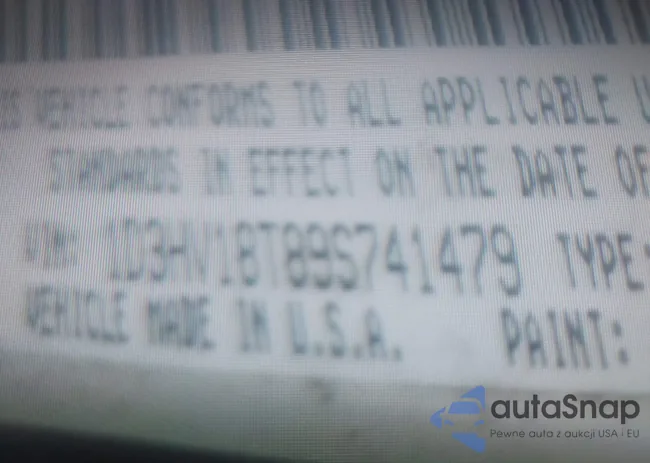 VEHICLE CONFORMS TO ALL APPLICABLE U
STANDARDS IN EFFECT ON THE DATE OF
VIN: 1D3HV18T89S741479 TYPE:
VEHICLE MADE IN U.S.A. PAINT:
autaSnap
Pewne auta z aukcji USA i EU